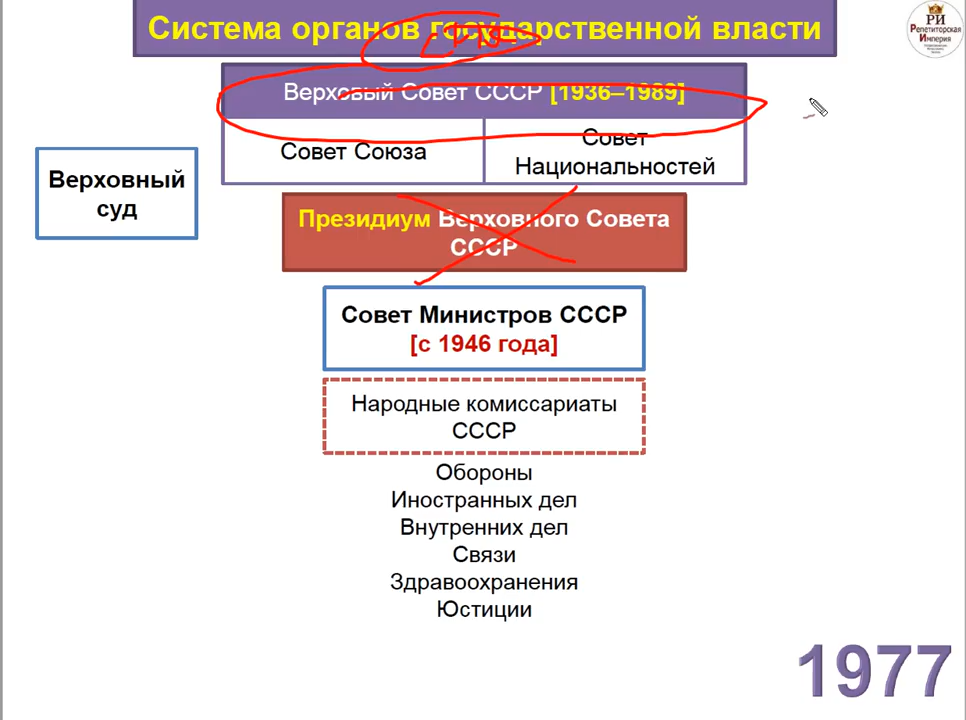 Система органов государственной власти
РИ
Репетиторская
Империя
Верховый Совет СССР [1936–1989]
Совет Союза
Совет
Национальностей
Верховный
суд
Президиум Верховного Совета
СССР
Совет Министров СССР
[с 1946 года]
Народные комиссариаты
СССР
Обороны
Иностранных дел
Внутренних дел
Связи
Здравоохранения
Юстиции
1977